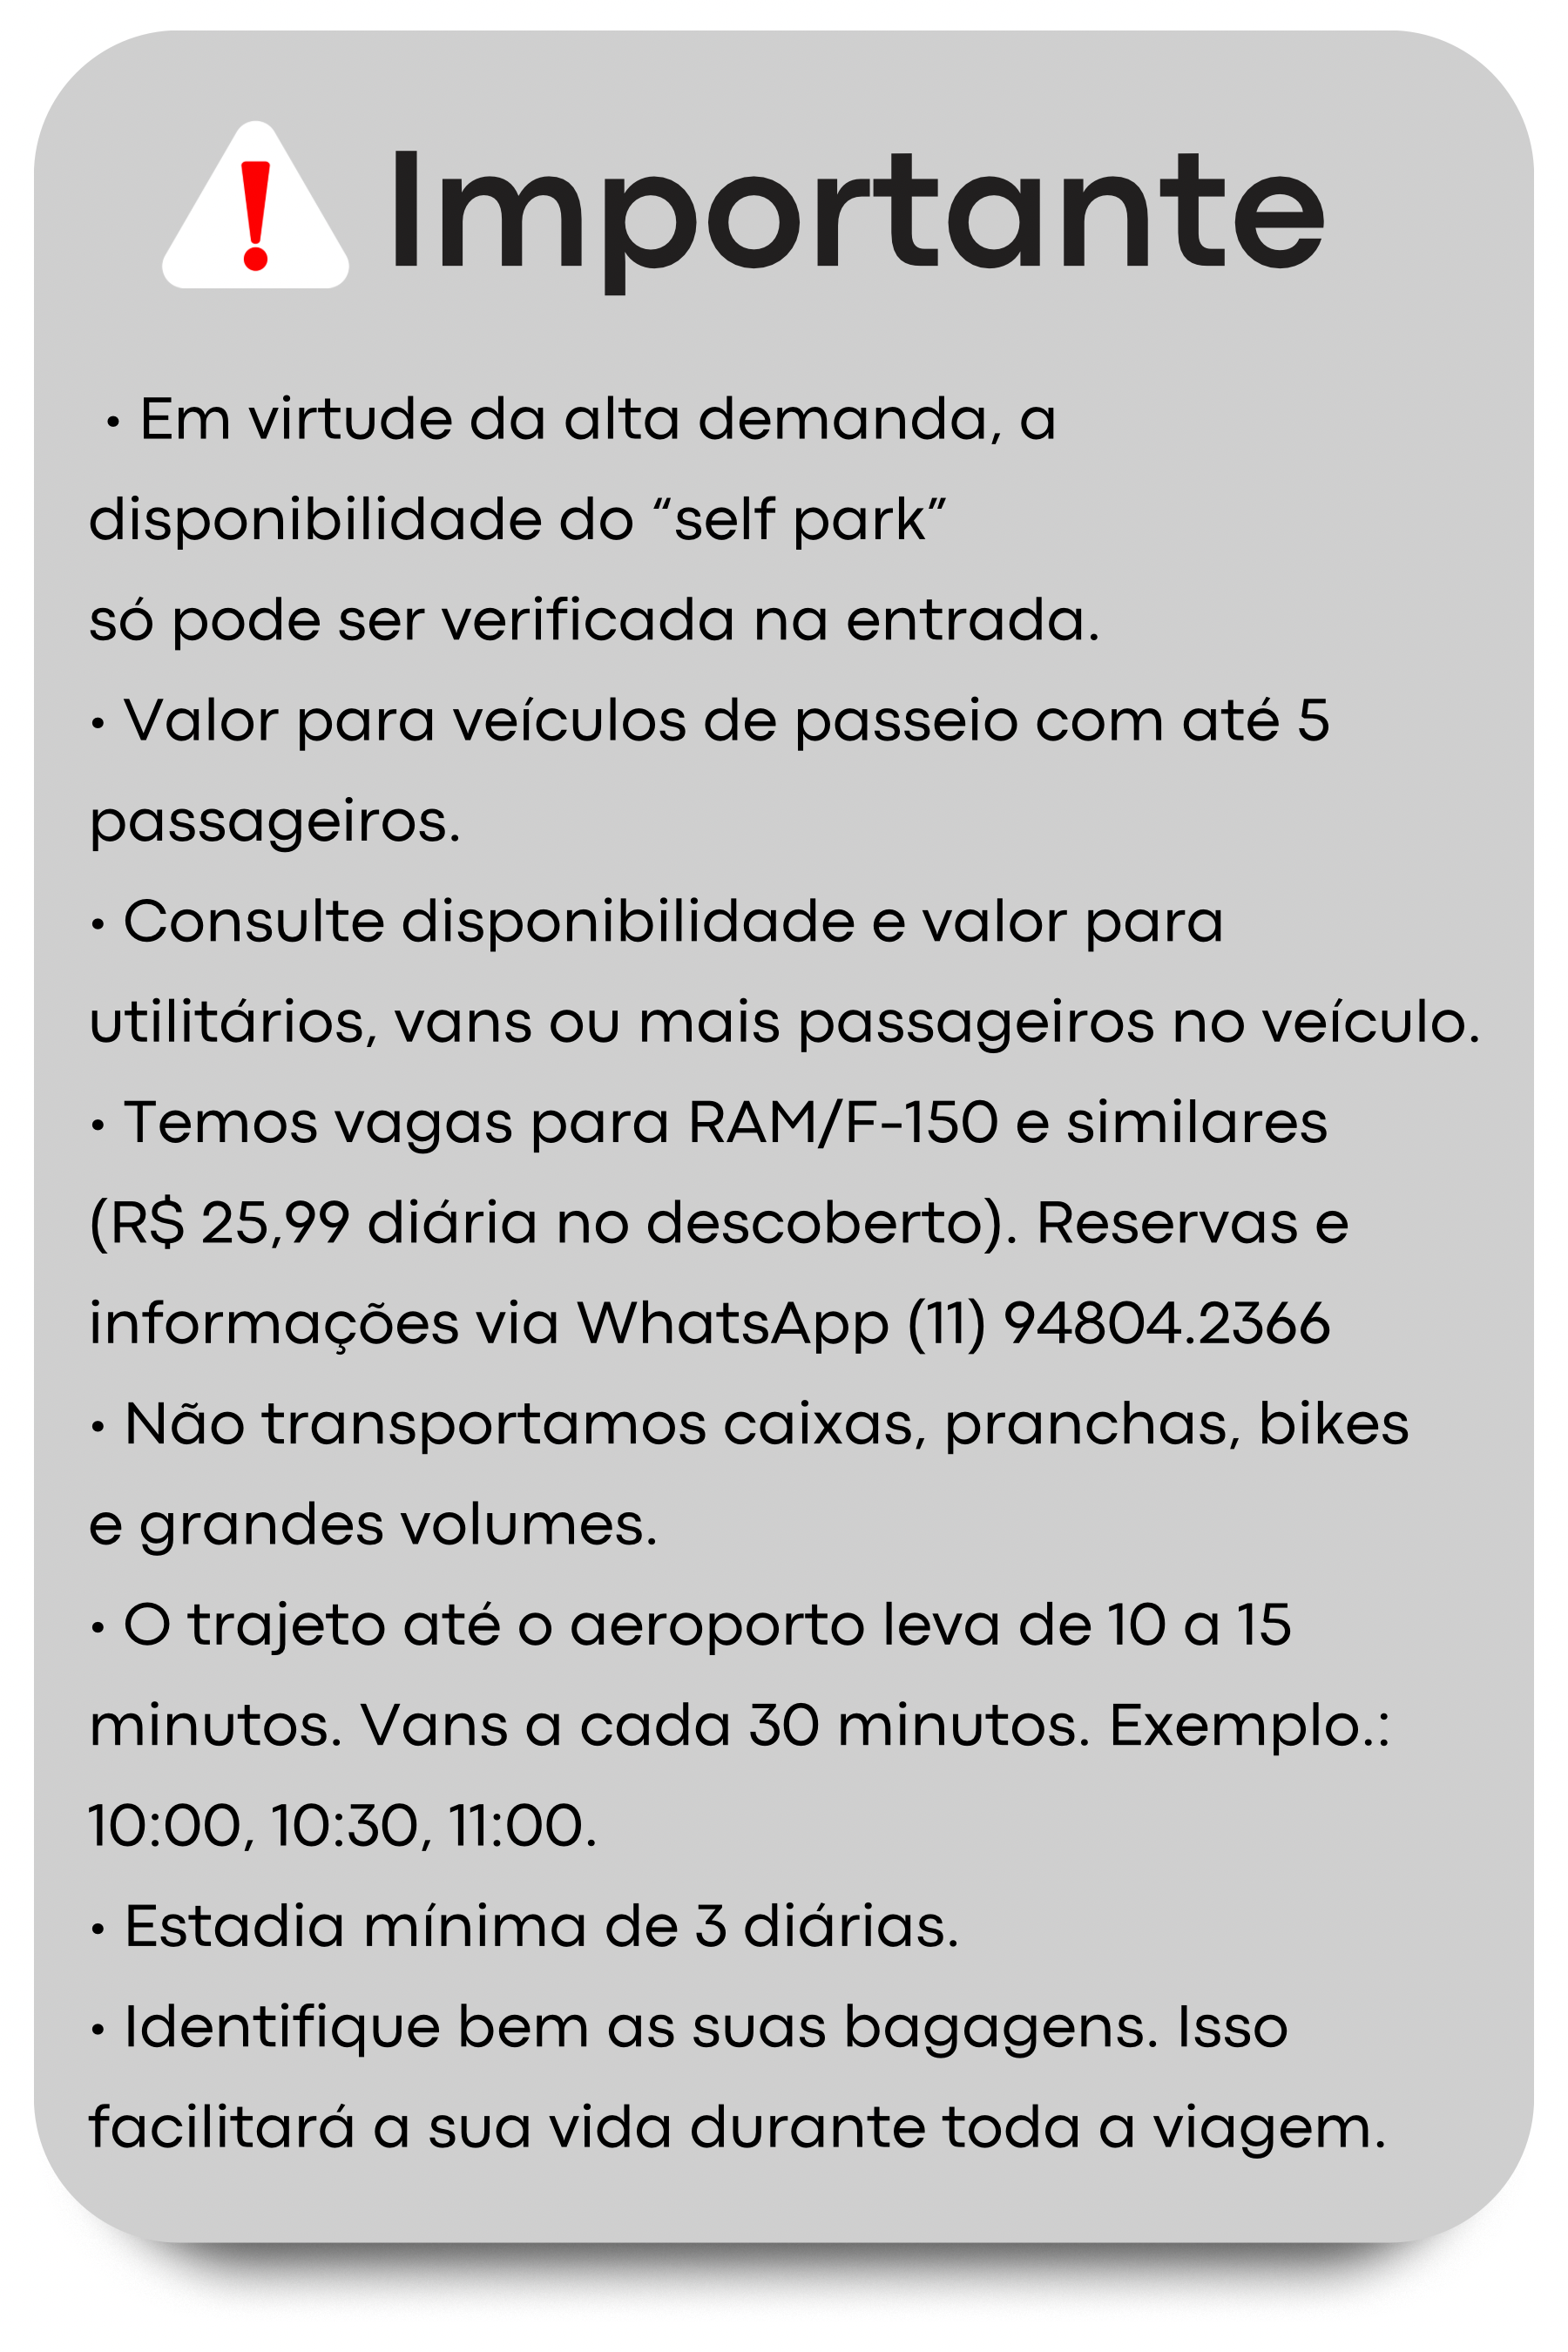 Importante
• Em virtude da alta demanda, a
disponibilidade do “self park”
só pode ser verificada na entrada.
• Valor para veículos de passeio com até 5
passageiros.
• Consulte disponibilidade e valor para
utilitários, vans ou mais passageiros no veículo.
• Temos vagas para RAM/F-150 e similares
(R$ 25,99 diária no descoberto). Reservas e
informações via WhatsApp (11) 94804.2366
• Não transportamos caixas, pranchas, bikes
e grandes volumes.
• O trajeto até o aeroporto leva de 10 a 15
minutos. Vans a cada 30 minutos. Exemplo.:
10:00, 10:30, 11:00.
• Estadia mínima de 3 diárias.
• Identifique bem as suas bagagens. Isso
facilitará a sua vida durante toda a viagem.